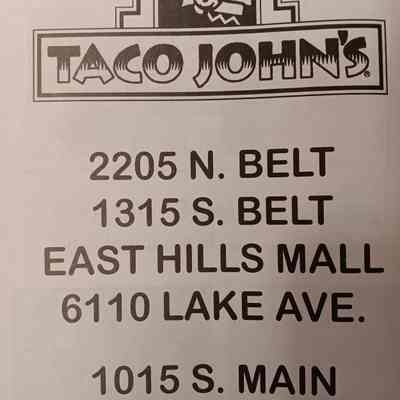 TACO JOHN'S®
2205 N. BELT
1315 S. BELT
EAST HILLS MALL
6110 LAKE AVE.
1015 S. MAIN